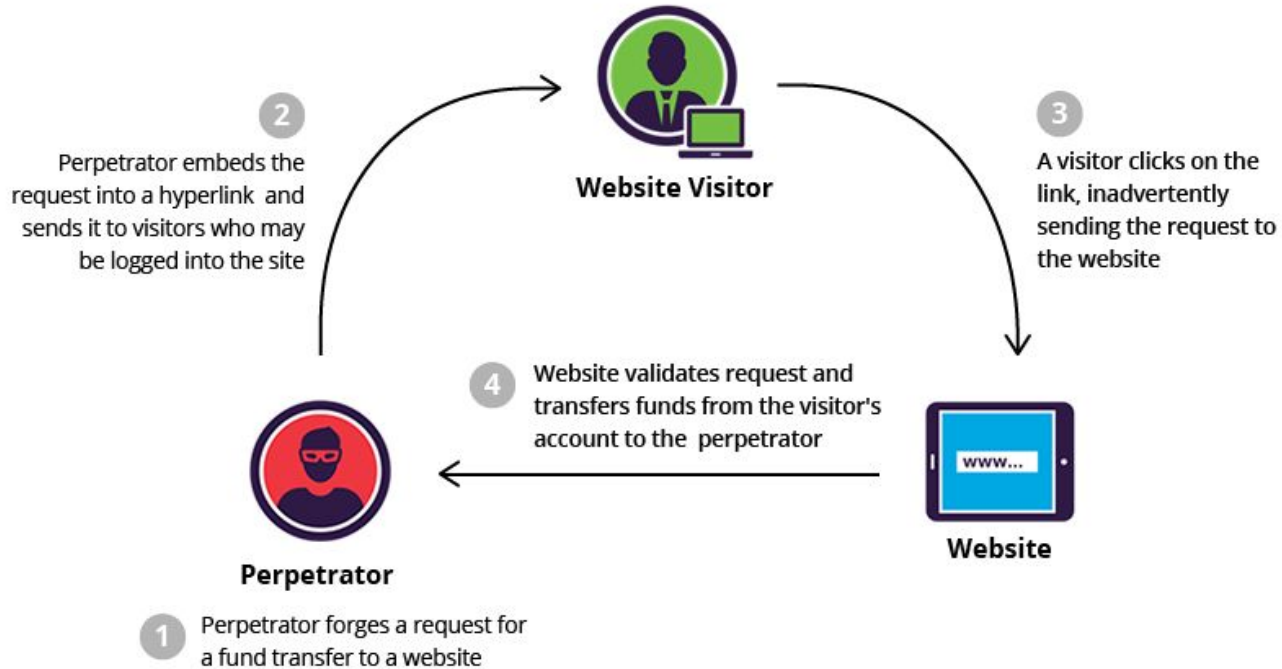 2
Perpetrator embeds the
request into a hyperlink and
sends it to visitors who may
be logged into the site
Website Visitor
3
A visitor clicks on the
link, inadvertently
sending the request to
the website
4
Website validates request and
transfers funds from the visitor's
account to the perpetrator
www...
Website
Perpetrator
1
Perpetrator forges a request for
a fund transfer to a website